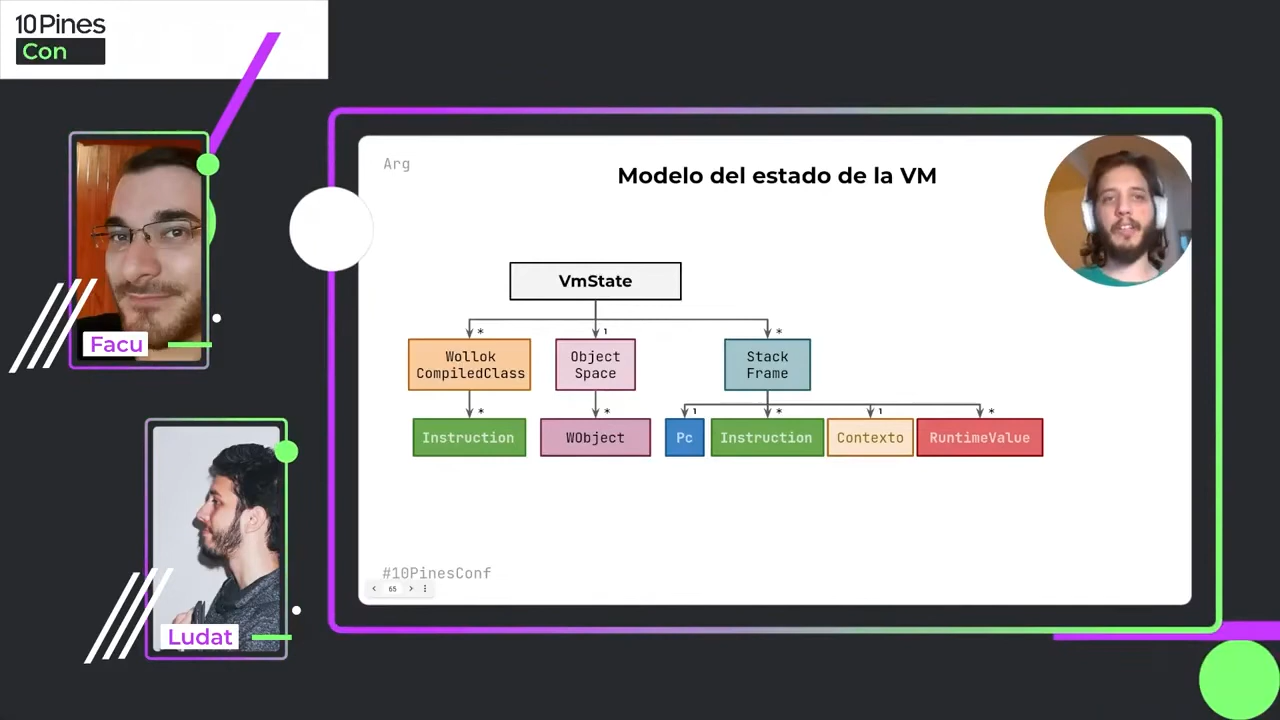 10Pines
Con
Arg
Modelo del estado de la VM
VmState
*
1
*
Wollok
CompiledClass
Object
Space
Stack
Frame
*
*
1
*
1
*
Instruction
WObject
Pc
Instruction
Contexto
RuntimeValue
Facu
#10PinesConf
65
Ludat